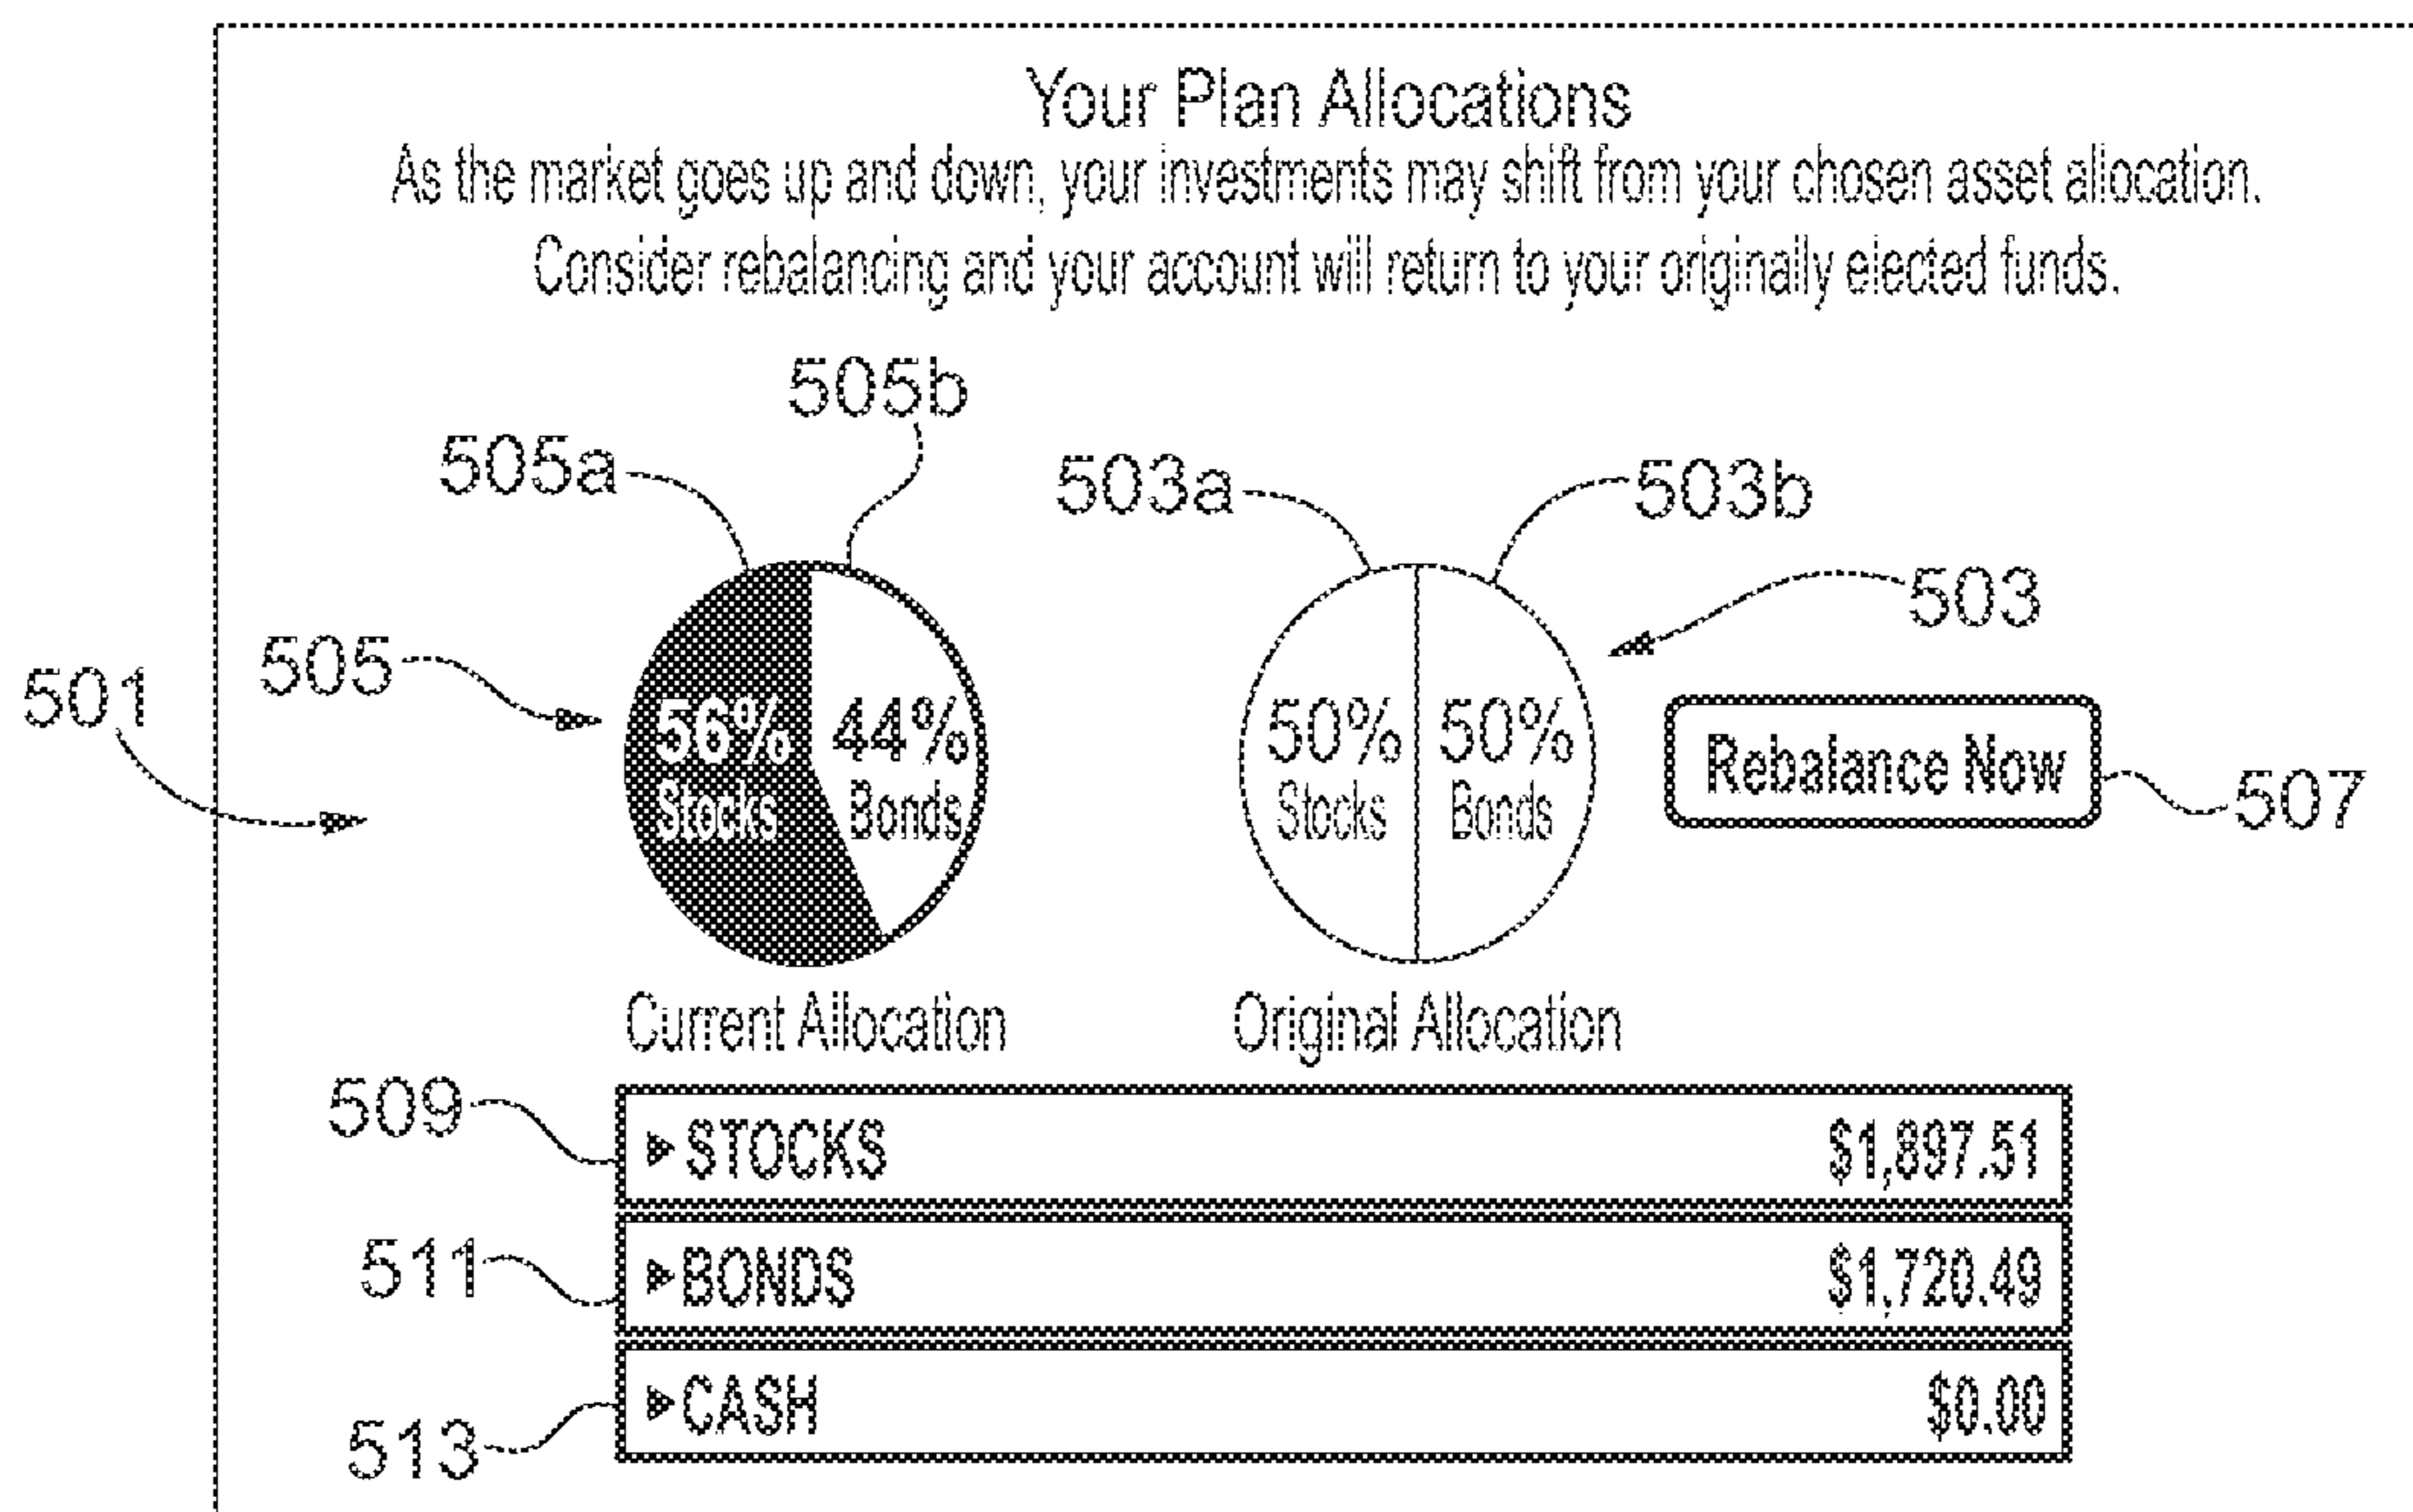 Your Plan Allocations
As the market goes up and down, your investments may shift from your chosen asset allocation.
Consider rebalancing and your account will return to your originally elected funds.
505b
505a
503a
503b
503
505
501
56%
Stocks
44%
Bonds
50%
Stocks
50%
Bonds
Rebalance Now
507
Current Allocation
Original Allocation
509
▶STOCKS $1,897.51
511
▶BONDS $1,720.49
513
▶CASH $0.00